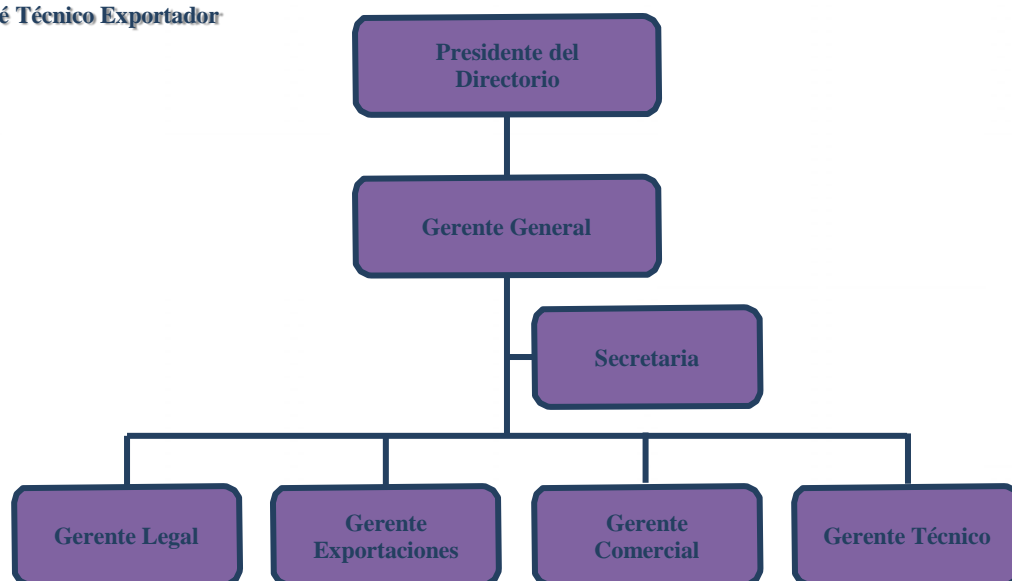 é Técnico Exportador
Presidente del
Directorio
Gerente General
Secretaria
Gerente Legal
Gerente
Exportaciones
Gerente
Comercial
Gerente Técnico